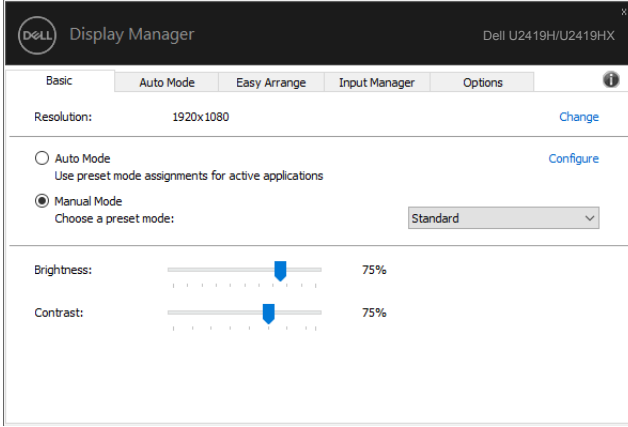 x
DELL Display Manager Dell U2419H/U2419HX
Basic Auto Mode Easy Arrange Input Manager Options i
Resolution: 1920x1080 Change
Auto Mode Configure
Use preset mode assignments for active applications
Manual Mode
Choose a preset mode: Standard
Brightness: 75%
Contrast: 75%